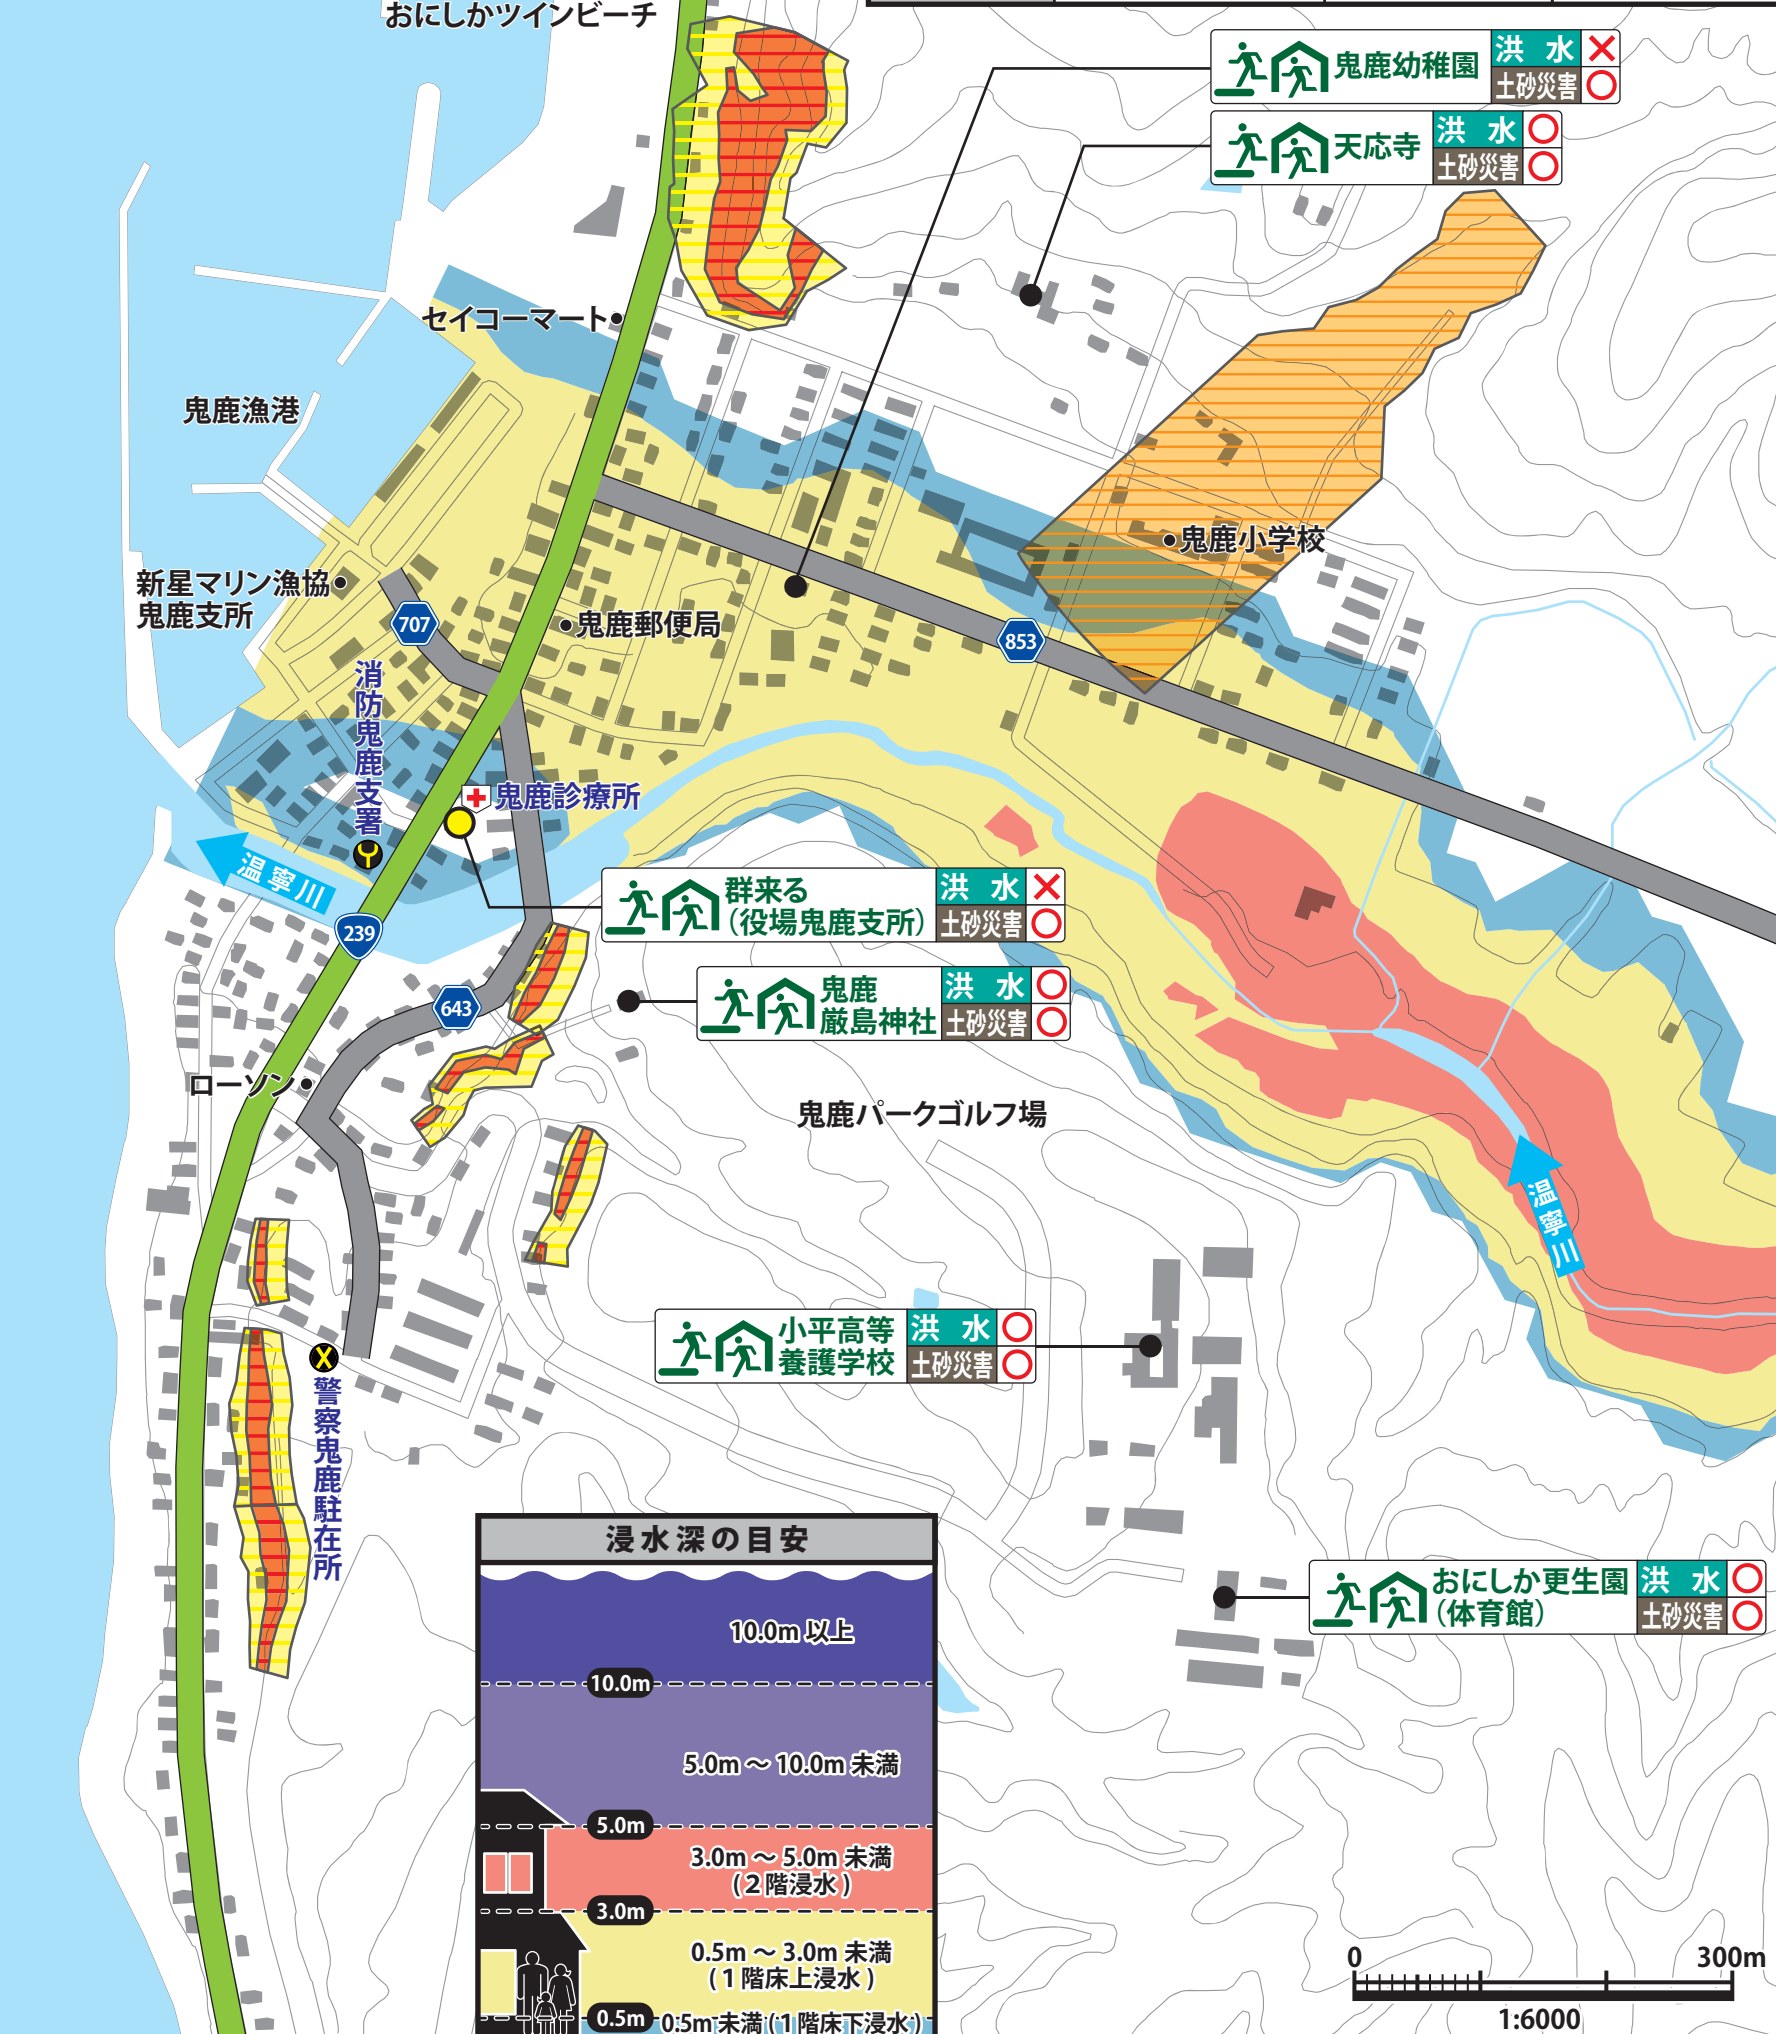 おにしかツインビーチ
鬼鹿幼稚園
洪 水 ×
土砂災害 ○
天応寺
洪 水 ○
土砂災害 ○
セイコーマート
鬼鹿漁港
鬼鹿小学校
新星マリン漁協
鬼鹿支所
707
鬼鹿郵便局
853
消防鬼鹿支署
鬼鹿診療所
温寧川
群来る
(役場鬼鹿支所)
洪 水 ×
土砂災害 ○
239
鬼鹿
厳島神社
洪 水 ○
土砂災害 ○
643
ローソン
鬼鹿パークゴルフ場
温寧川
小平高等
養護学校
洪 水 ○
土砂災害 ○
警察鬼鹿駐在所
おにしか更生園
(体育館)
洪 水 ○
土砂災害 ○
浸水深の目安
10.0m 以上
10.0m
5.0m ～ 10.0m 未満
5.0m
3.0m ～ 5.0m 未満
(２階浸水)
3.0m
0.5m ～ 3.0m 未満
(１階床上浸水)
0.5m
0.5m 未満(１階床下浸水)
0
300m
1:6000